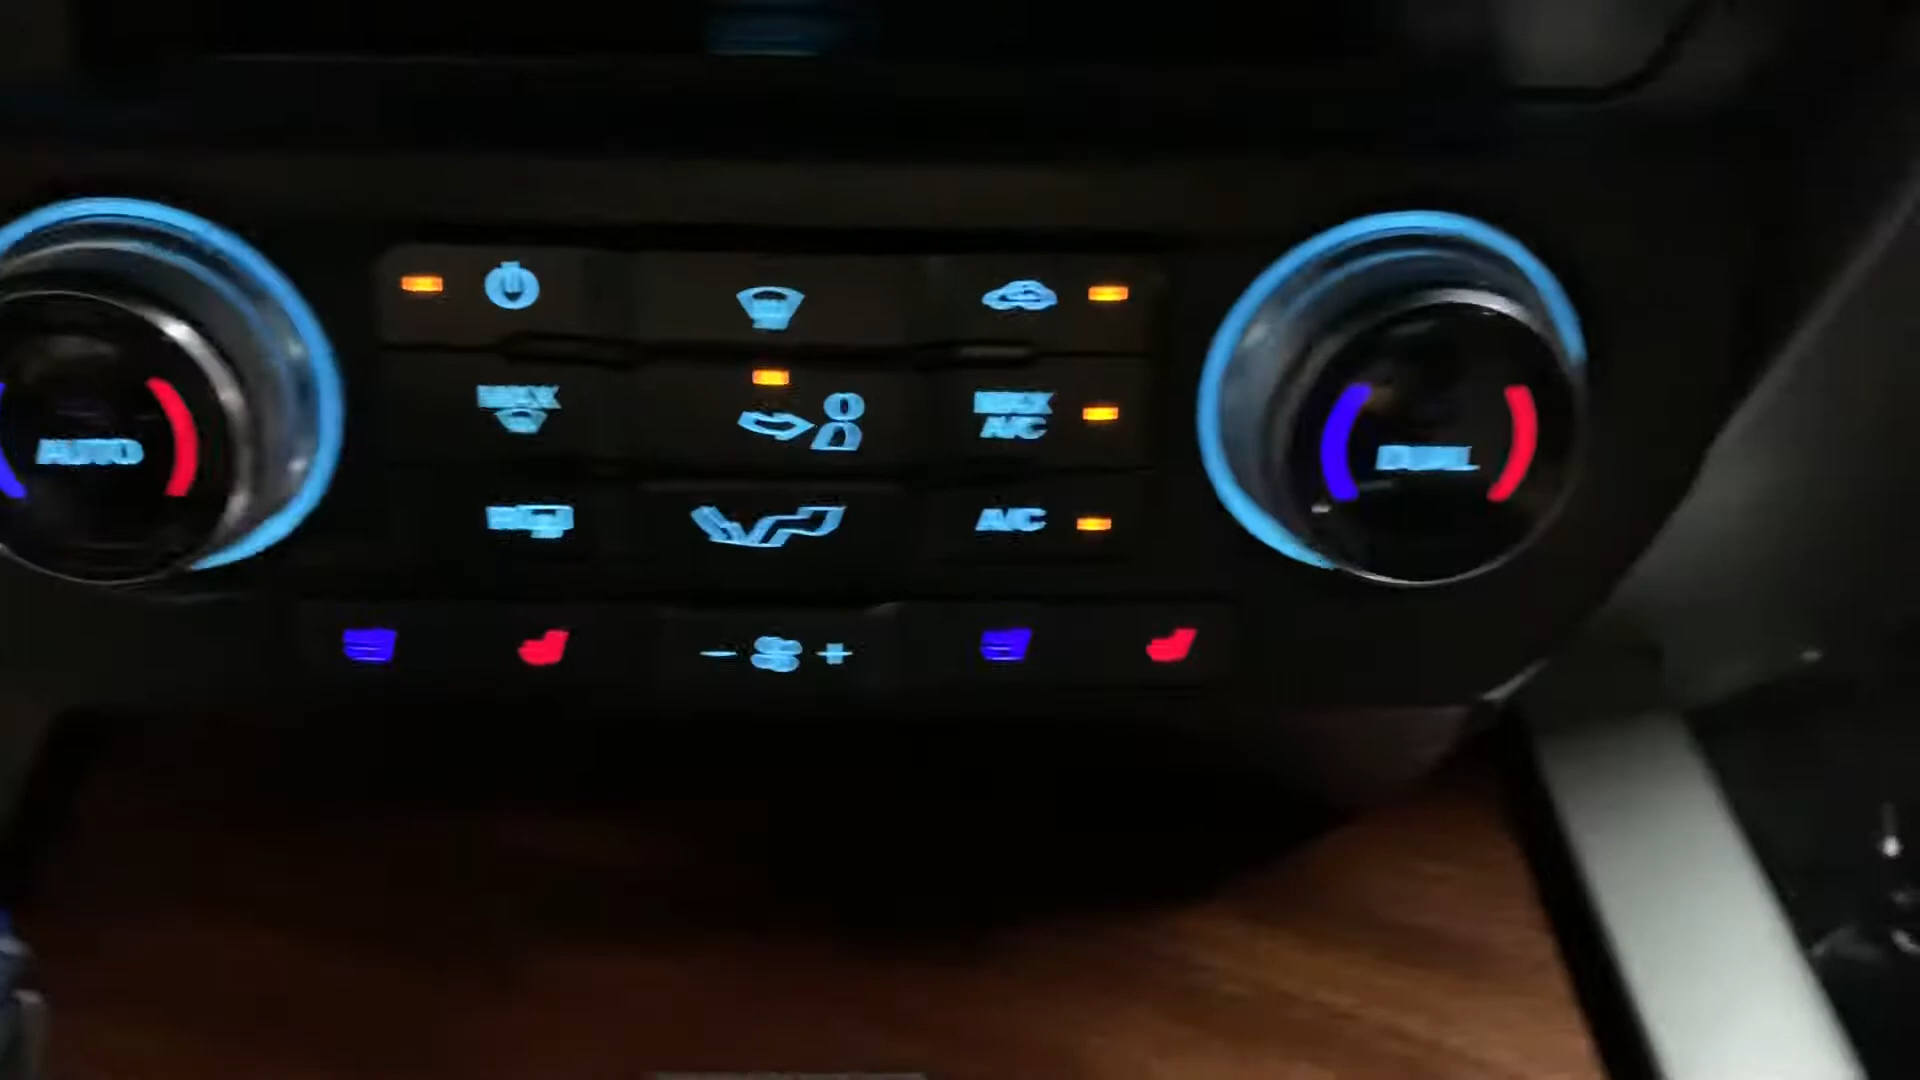 MAX
AUTO
MAX
A/C
DUAL
A/C
- +